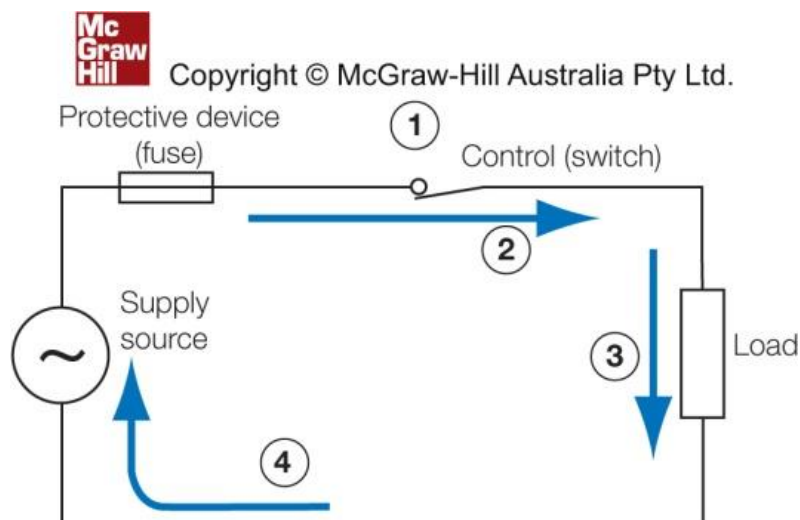 Mc
Graw
Hill
Copyright © McGraw-Hill Australia Pty Ltd.
Protective device
(fuse)
1
Control (switch)
2
Supply
source
~
3
Load
4